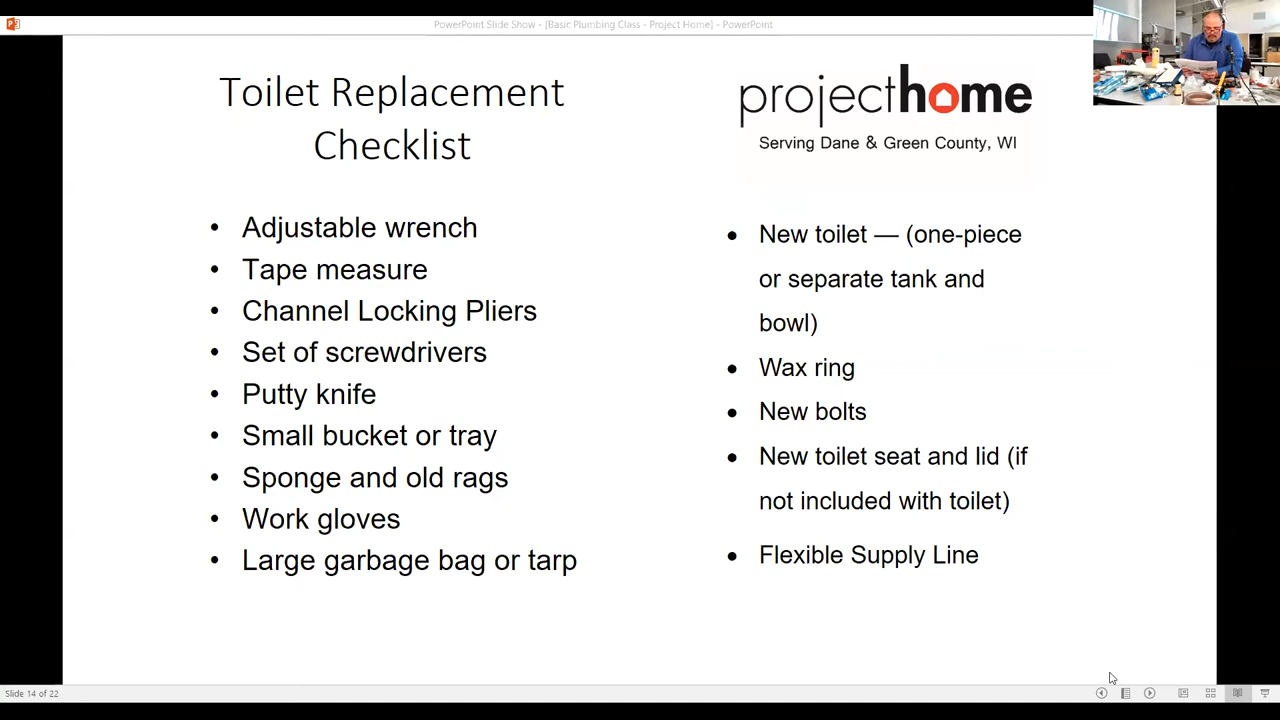 PowerPoint Slide Show - [Basic Plumbing Class - Project Home] - PowerPoint
Toilet Replacement
Checklist
• Adjustable wrench
• Tape measure
• Channel Locking Pliers
• Set of screwdrivers
• Putty knife
• Small bucket or tray
• Sponge and old rags
• Work gloves
• Large garbage bag or tarp
projecthome
Serving Dane & Green County, WI
• New toilet — (one-piece
or separate tank and
bowl)
• Wax ring
• New bolts
• New toilet seat and lid (if
not included with toilet)
• Flexible Supply Line
Slide 14 of 22